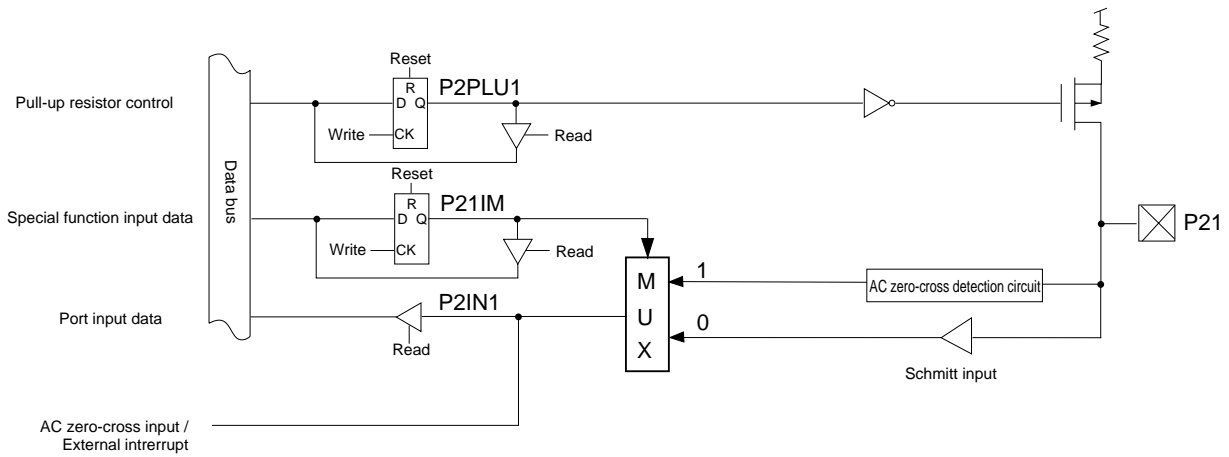 Reset
R
P2PLU1
Pull-up resistor control
D Q
Write
CK
Read
Data bus
Reset
R
P21IM
Special function input data
D Q
P21
Write
CK
Read
M
U
X
1
AC zero-cross detection circuit
P2IN1
Port input data
0
Read
Schmitt input
AC zero-cross input /
External intrerrupt